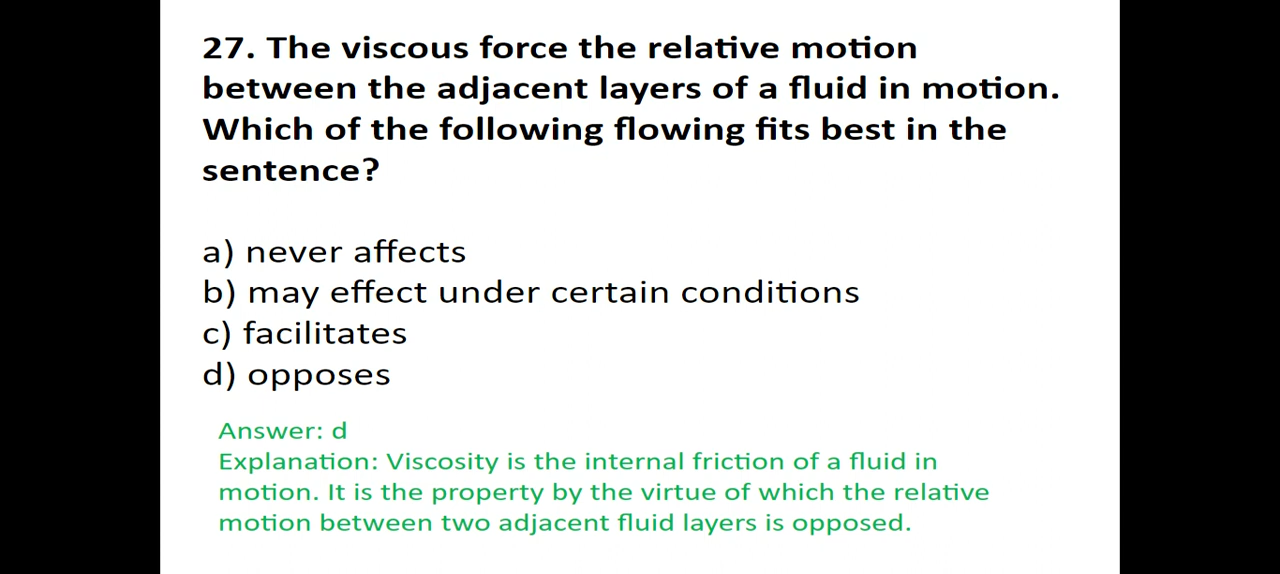 27. The viscous force the relative motion
between the adjacent layers of a fluid in motion.
Which of the following flowing fits best in the
sentence?
a) never affects
b) may effect under certain conditions
c) facilitates
d) opposes
Answer: d
Explanation: Viscosity is the internal friction of a fluid in
motion. It is the property by the virtue of which the relative
motion between two adjacent fluid layers is opposed.